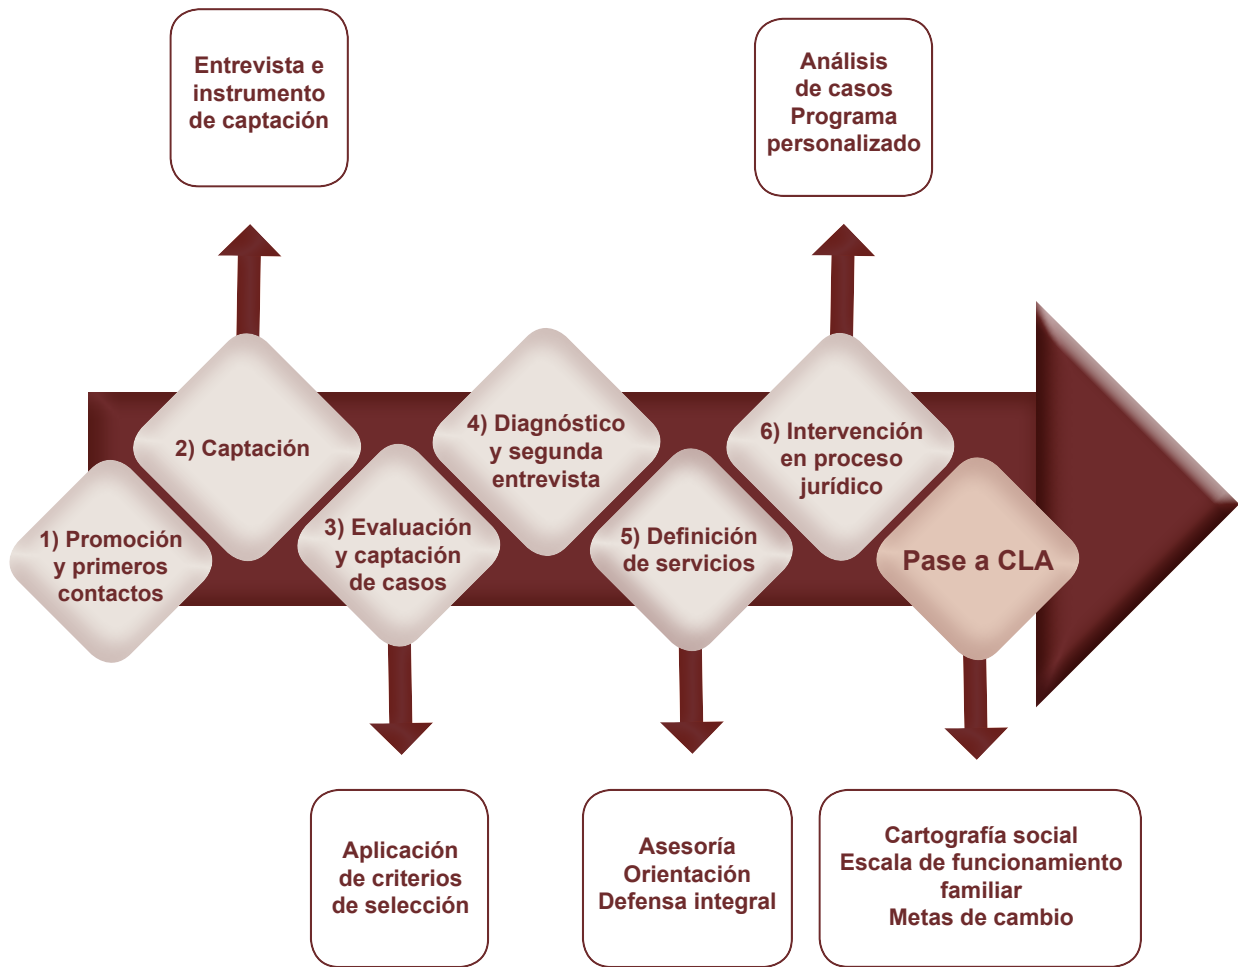 Entrevista e
instrumento
de captación
Análisis
de casos
Programa
personalizado
1) Promoción
y primeros
contactos
2) Captación
3) Evaluación
y captación
de casos
4) Diagnóstico
y segunda
entrevista
5) Definición
de servicios
6) Intervención
en proceso
jurídico
Pase a CLA
Aplicación
de criterios
de selección
Asesoría
Orientación
Defensa integral
Cartografía social
Escala de funcionamiento
familiar
Metas de cambio